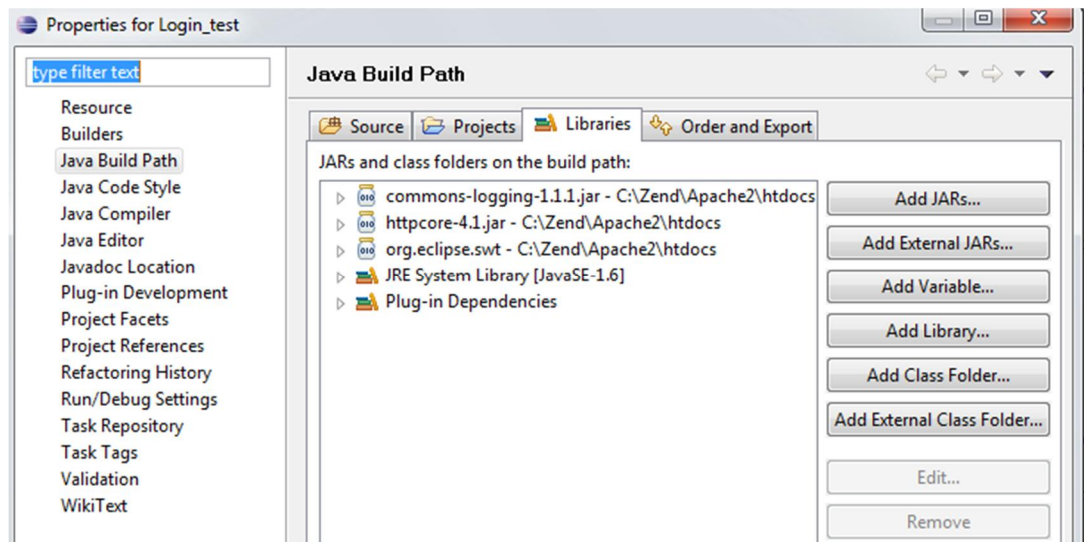 Properties for Login_test
type filter text
Resource
Builders
Java Build Path
Java Code Style
Java Compiler
Java Editor
Javadoc Location
Plug-in Development
Project Facets
Project References
Refactoring History
Run/Debug Settings
Task Repository
Task Tags
Validation
WikiText
Java Build Path
Source Projects Libraries Order and Export
JARs and class folders on the build path:
commons-logging-1.1.1.jar - C:\Zend\Apache2\htdocs
httpcore-4.1.jar - C:\Zend\Apache2\htdocs
org.eclipse.swt - C:\Zend\Apache2\htdocs
JRE System Library [JavaSE-1.6]
Plug-in Dependencies
Add JARs...
Add External JARs...
Add Variable...
Add Library...
Add Class Folder...
Add External Class Folder...
Edit...
Remove